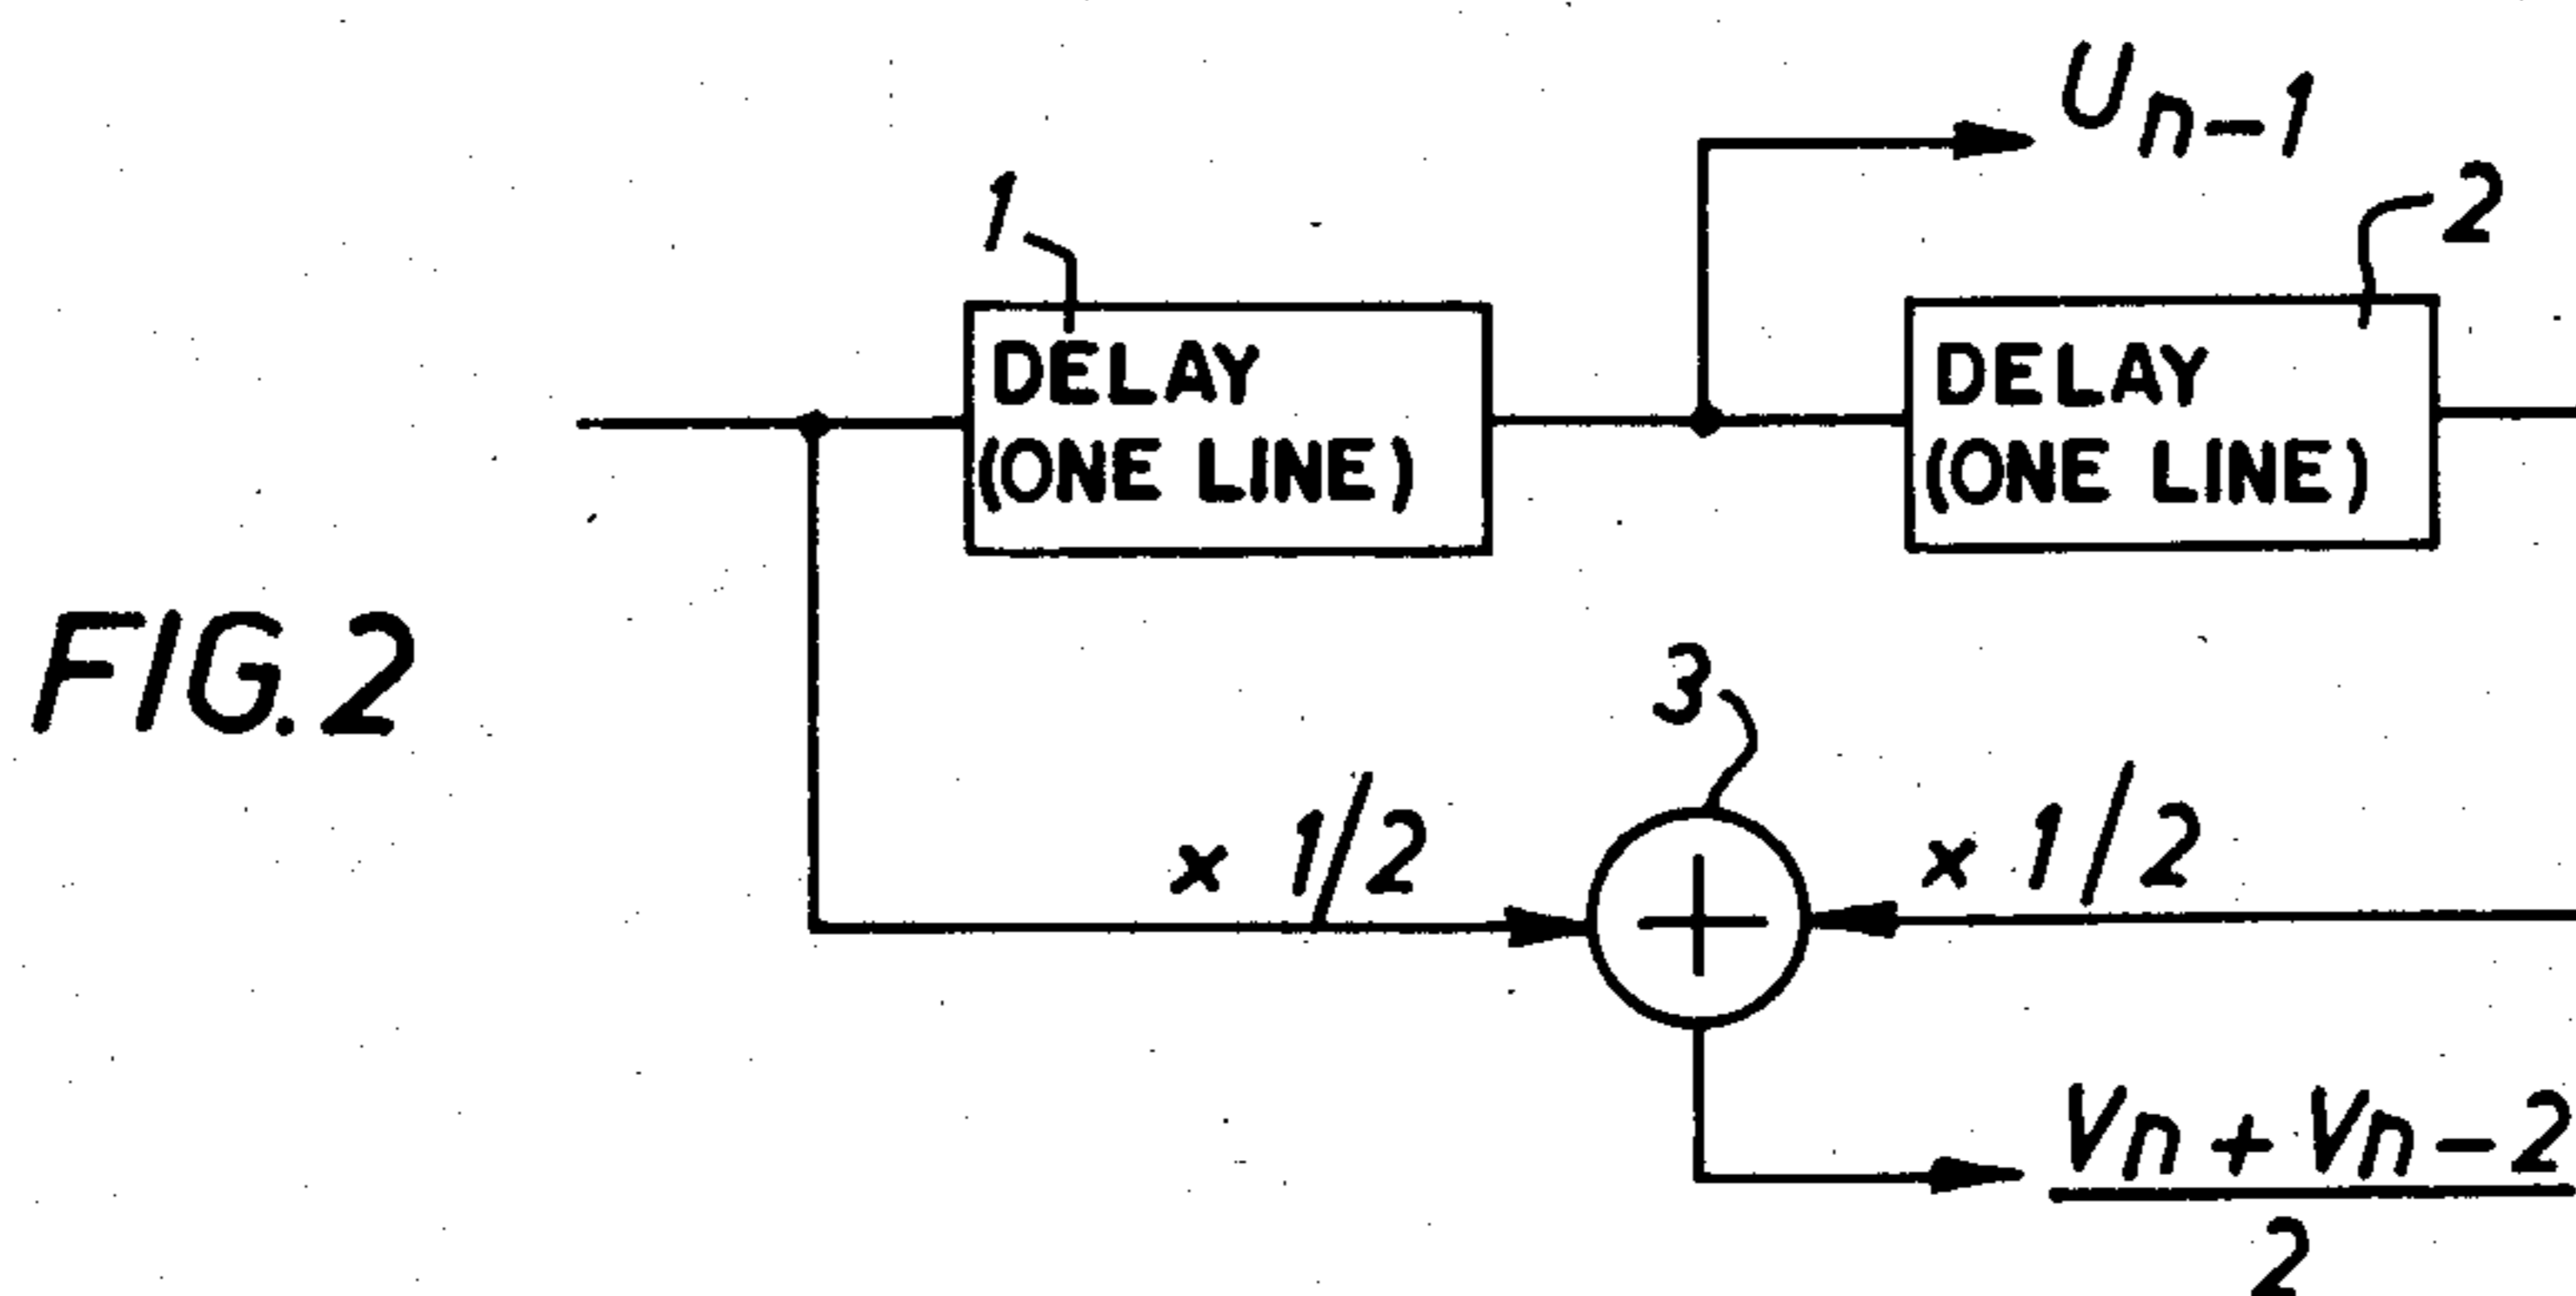 U n-1
1
2
DELAY
(ONE LINE)
DELAY
(ONE LINE)
FIG. 2
3
x 1/2
+
x 1/2
Vn + Vn-2
2